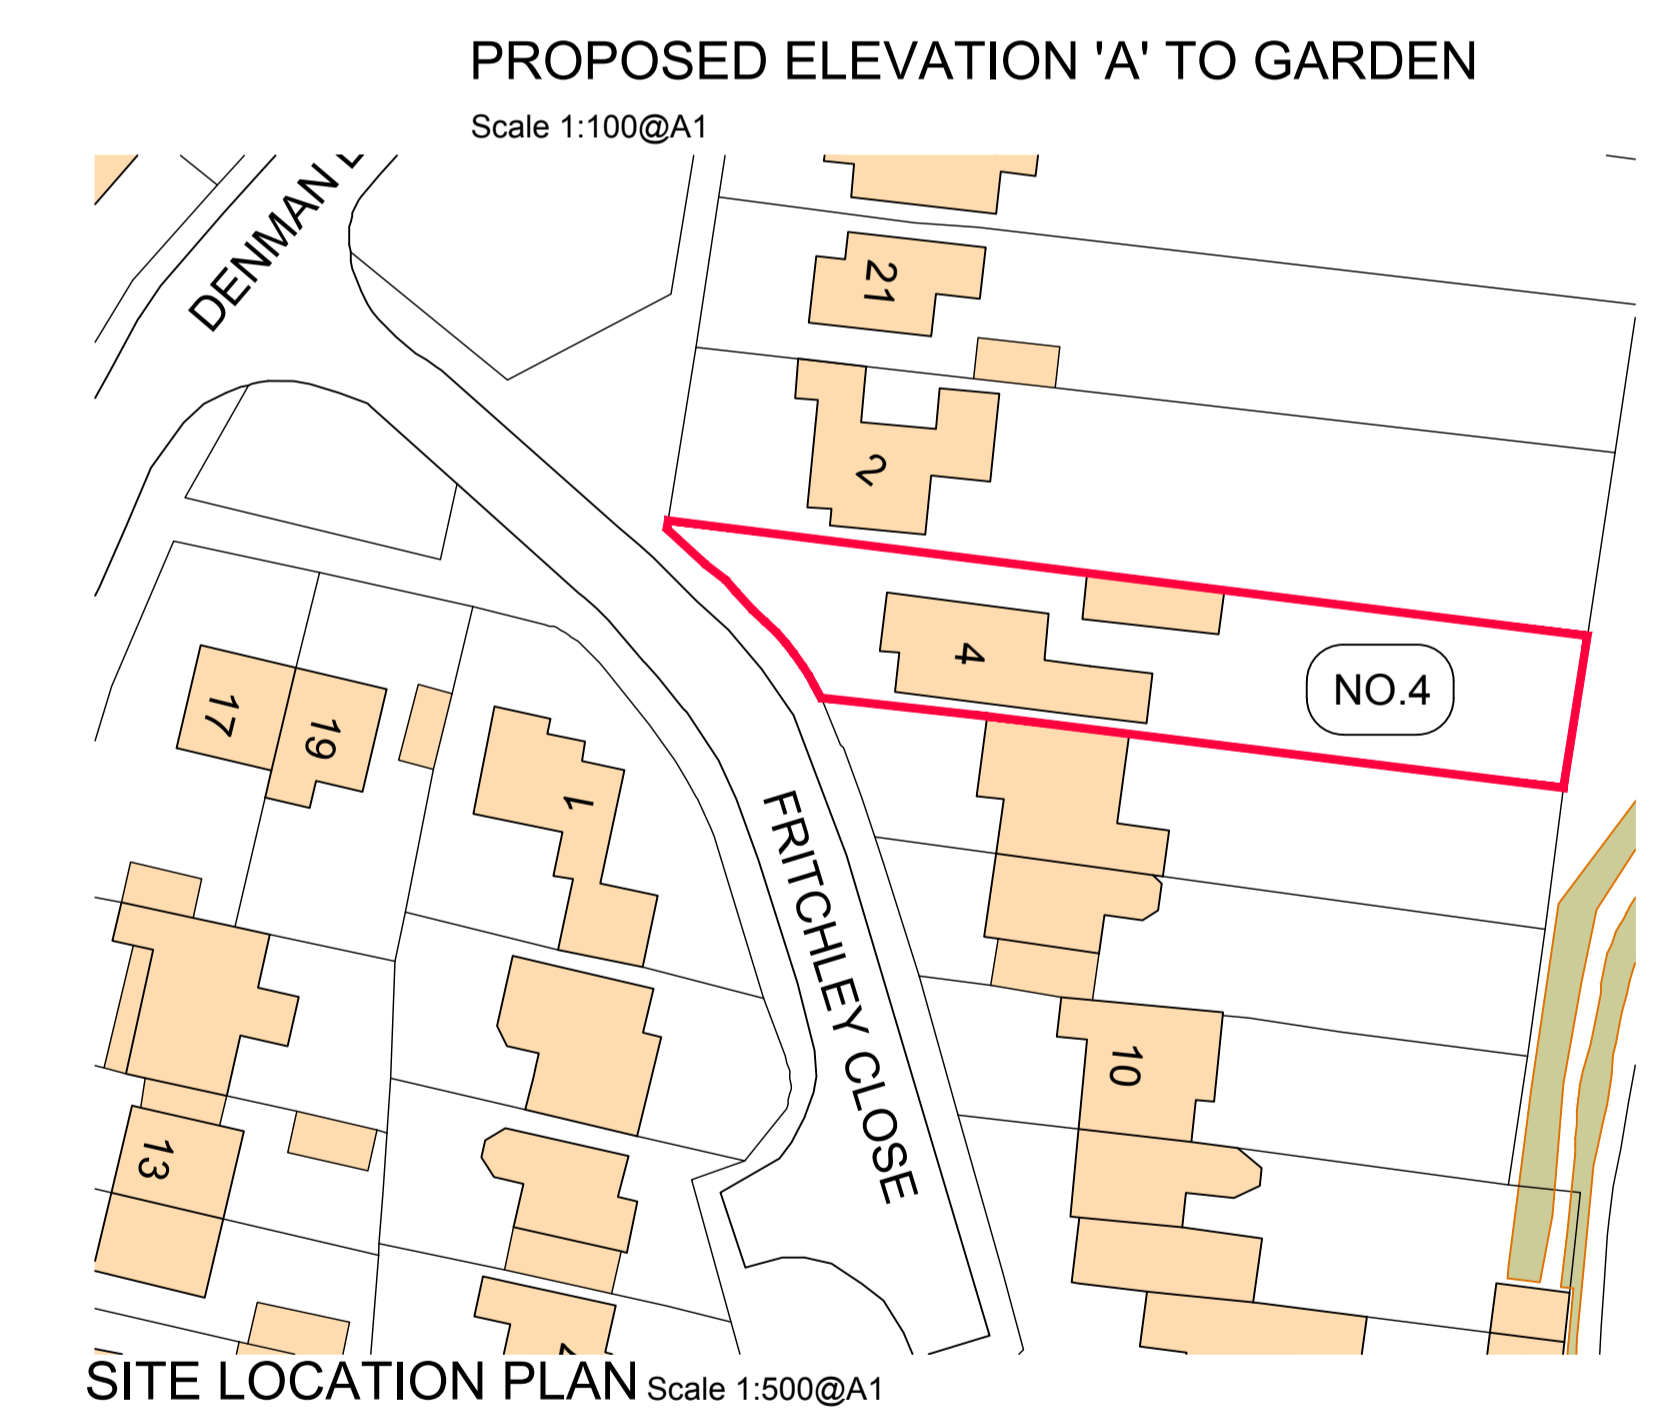 PROPOSED ELEVATION 'A' TO GARDEN
Scale 1:100@A1
DENMAN
21
2
4
NO.4
17
19
1
FRITCHLEY CLOSE
10
13
SITE LOCATION PLAN Scale 1:500@A1